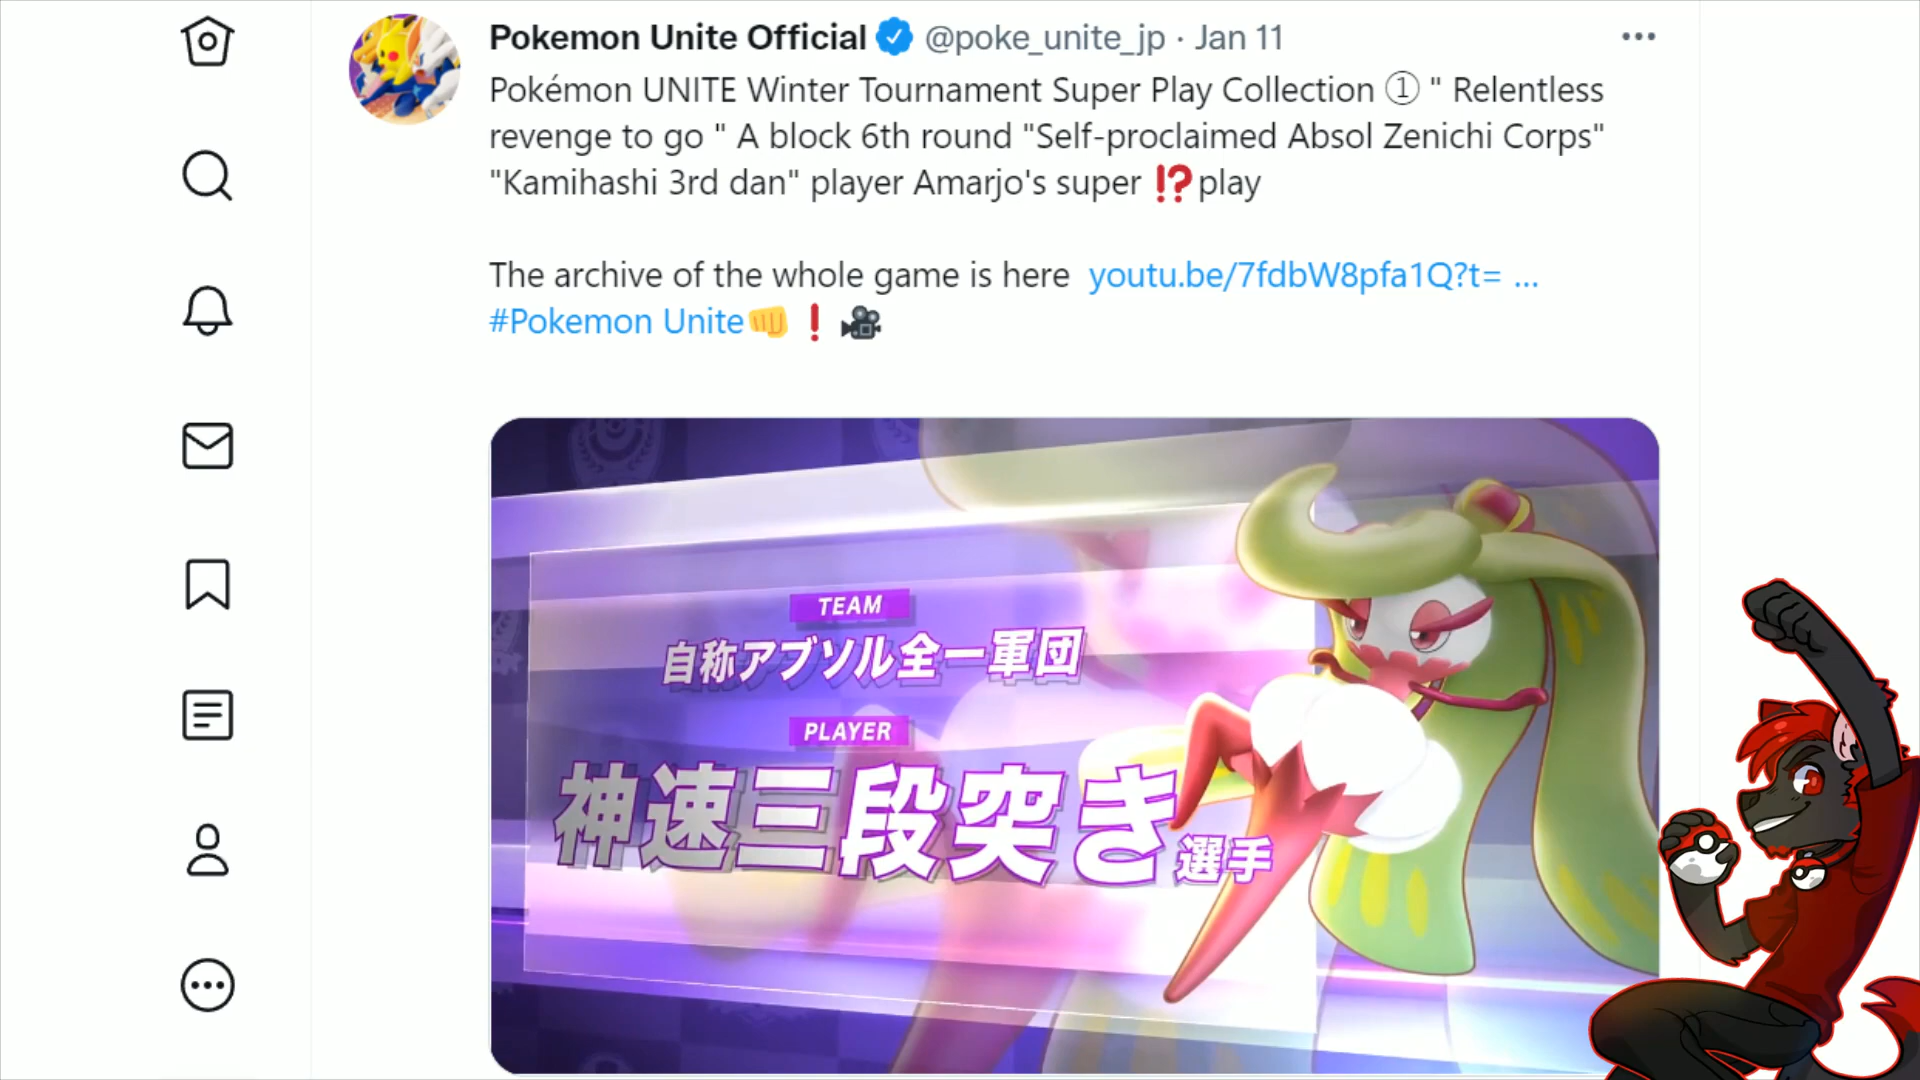 Pokemon Unite Official @poke_unite_jp · Jan 11
Pokémon UNITE Winter Tournament Super Play Collection ① " Relentless
revenge to go " A block 6th round "Self-proclaimed Absol Zenichi Corps"
"Kamihashi 3rd dan" player Amarjo's super ⁉️play
The archive of the whole game is here youtu.be/7fdbW8pfa1Q?t= ...
#Pokemon Unite👊❗🎥
TEAM
自称アブソル全一軍団
PLAYER
神速三段突き選手